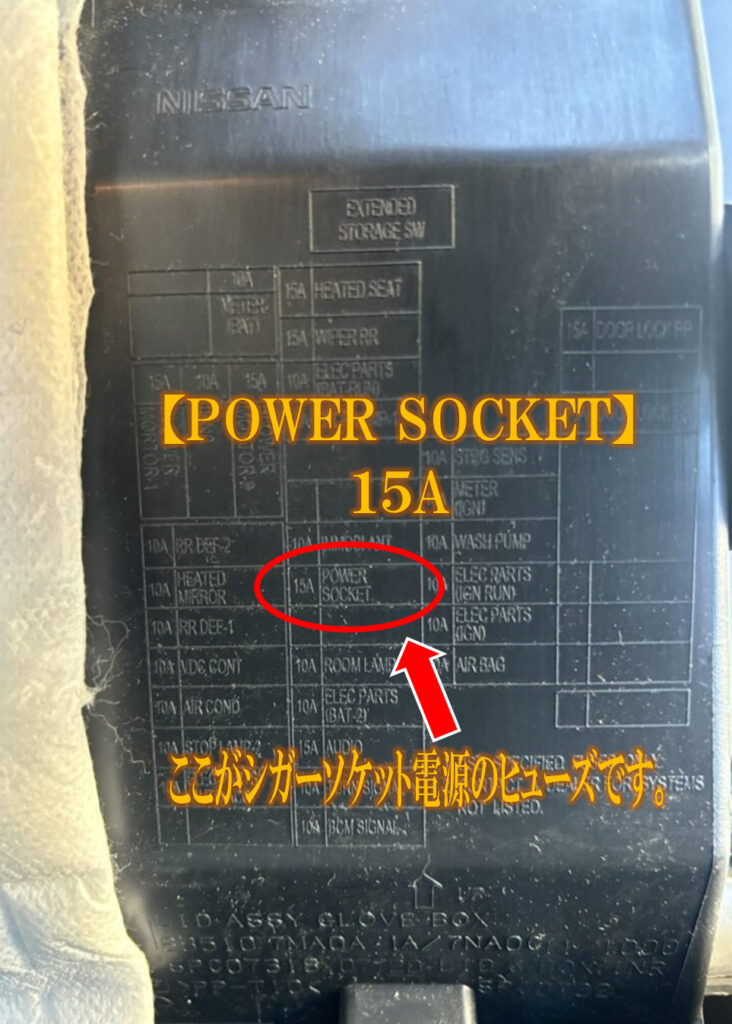 NISSAN
EXTENDED
STORAGE SW
10A
METER
(BAT)
15A HEATED SEAT
15A WIPER RR
15A DOOR LOCK RR
15A 10A 15A
10A ELEC PARTS
(BAT-RUN)
【POWER SOCKET】
15A
10A STRG SENS
METER
(IGN)
10A RR DEF-2
10A
10A WASH PUMP
10A HEATED
MIRROR
15A POWER
SOCKET
ELEC PARTS
(IGN RUN)
10A RR DEF-1
10A ELEC PARTS
(IGN)
10A VDC CONT
10A ROOM LAMP
AIR BAG
10A AIR COND
10A ELEC PARTS
(BAT-2)
10A STOP LAMP-2
15A AUDIO
ここがシガーソケット電源のヒューズです。
SYSTEMS
NOT LISTED.
10A BCM SIGNAL
UP
LID ASSY GLOVE BOX